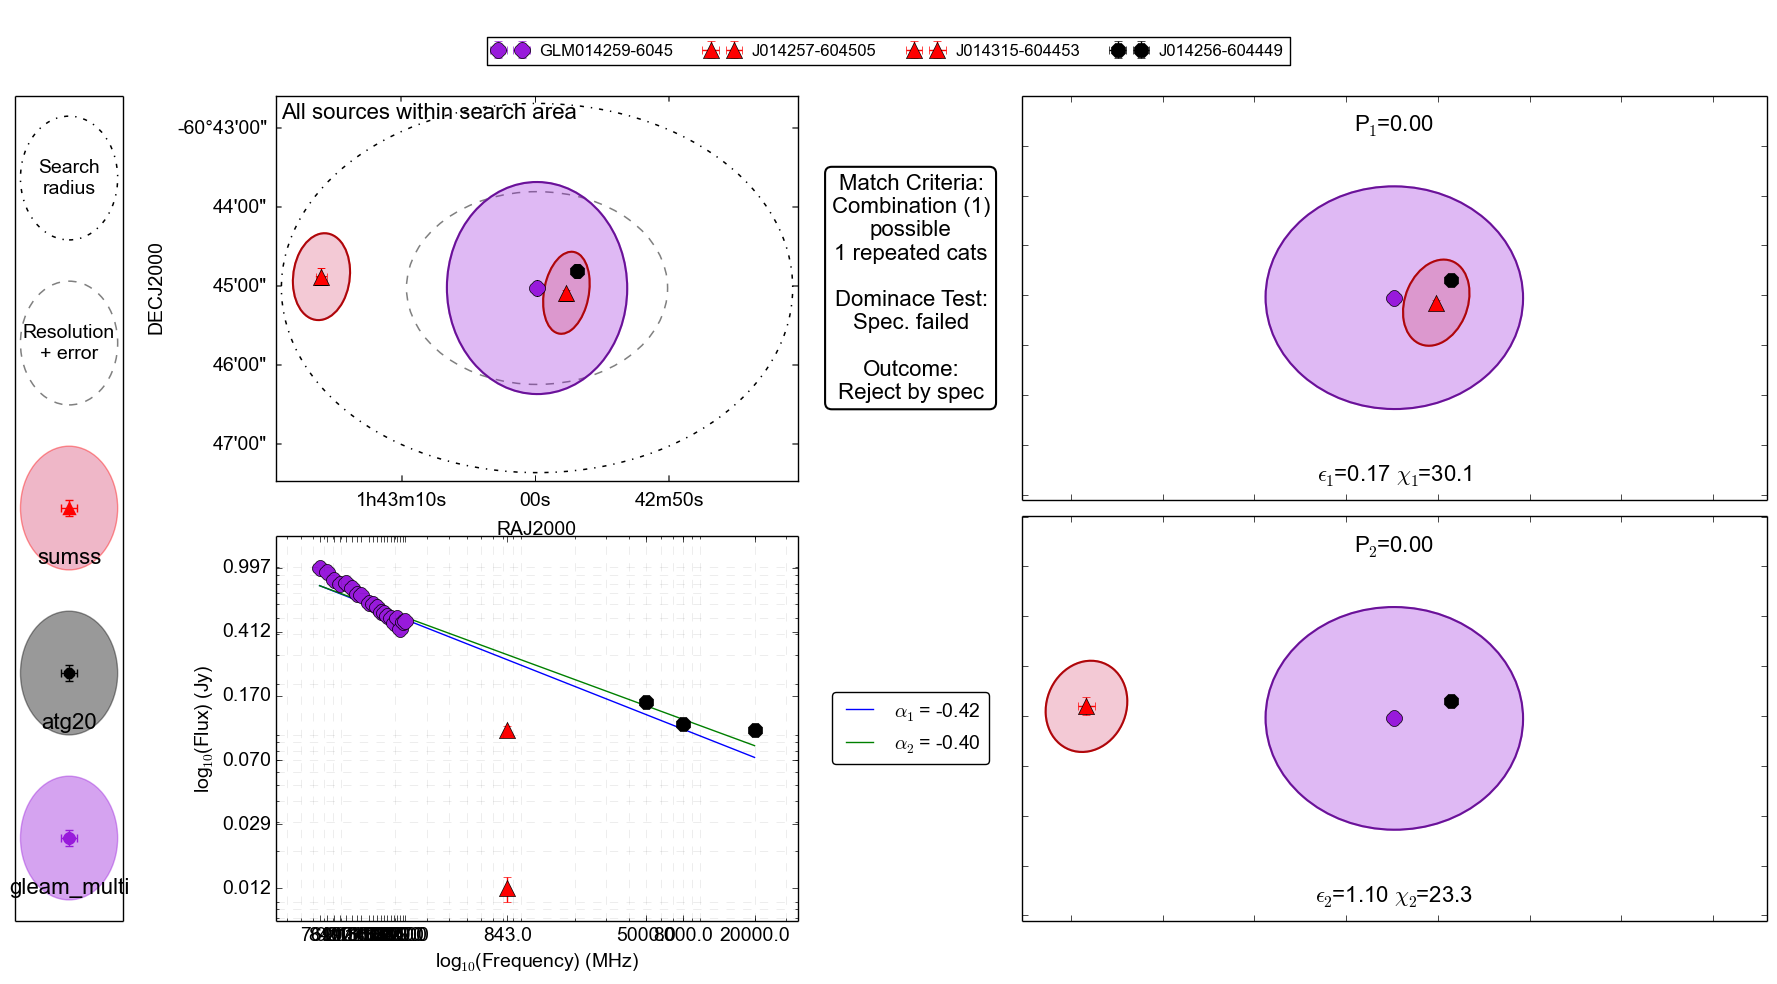 GLM014259-6045 J014257-604505 J014315-604453 J014256-604449
Search
radius
Resolution
+ error
sumss
atg20
gleam_multi
All sources within search area
DECJ2000
-60°43'00"
44'00"
45'00"
46'00"
47'00"
1h43m10s 00s 42m50s
RAJ2000
Match Criteria:
Combination (1)
possible
1 repeated cats
Dominace Test:
Spec. failed
Outcome:
Reject by spec
P1=0.00
ϵ1=0.17 χ1=30.1
log10(Flux) (Jy)
0.997
0.412
0.170
0.070
0.029
0.012
843.0 5000.0 8000.0 20000.0
log10(Frequency) (MHz)
α1 = -0.42
α2 = -0.40
P2=0.00
ϵ2=1.10 χ2=23.3